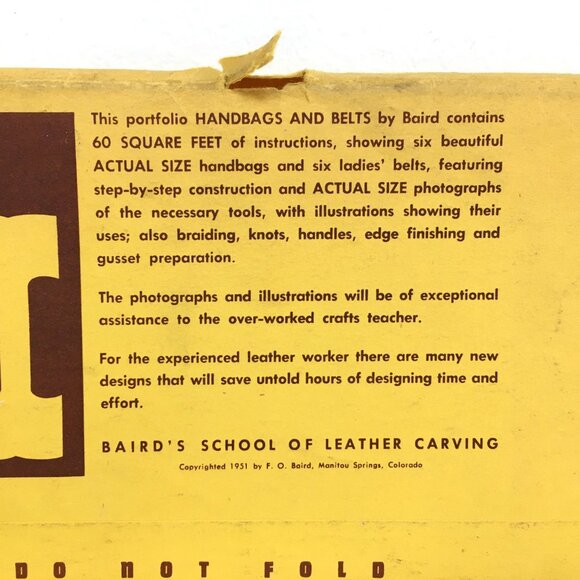 This portfolio HANDBAGS AND BELTS by Baird contains
60 SQUARE FEET of instructions, showing six beautiful
ACTUAL SIZE handbags and six ladies' belts, featuring
step-by-step construction and ACTUAL SIZE photographs
of the necessary tools, with illustrations showing their
uses; also braiding, knots, handles, edge finishing and
gusset preparation.
The photographs and illustrations will be of exceptional
assistance to the over-worked crafts teacher.
For the experienced leather worker there are many new
designs that will save untold hours of designing time and
effort.
BAIRD'S SCHOOL OF LEATHER CARVING
Copyrighted 1951 by F. O. Baird, Manitou Springs, Colorado
DO NOT FOLD